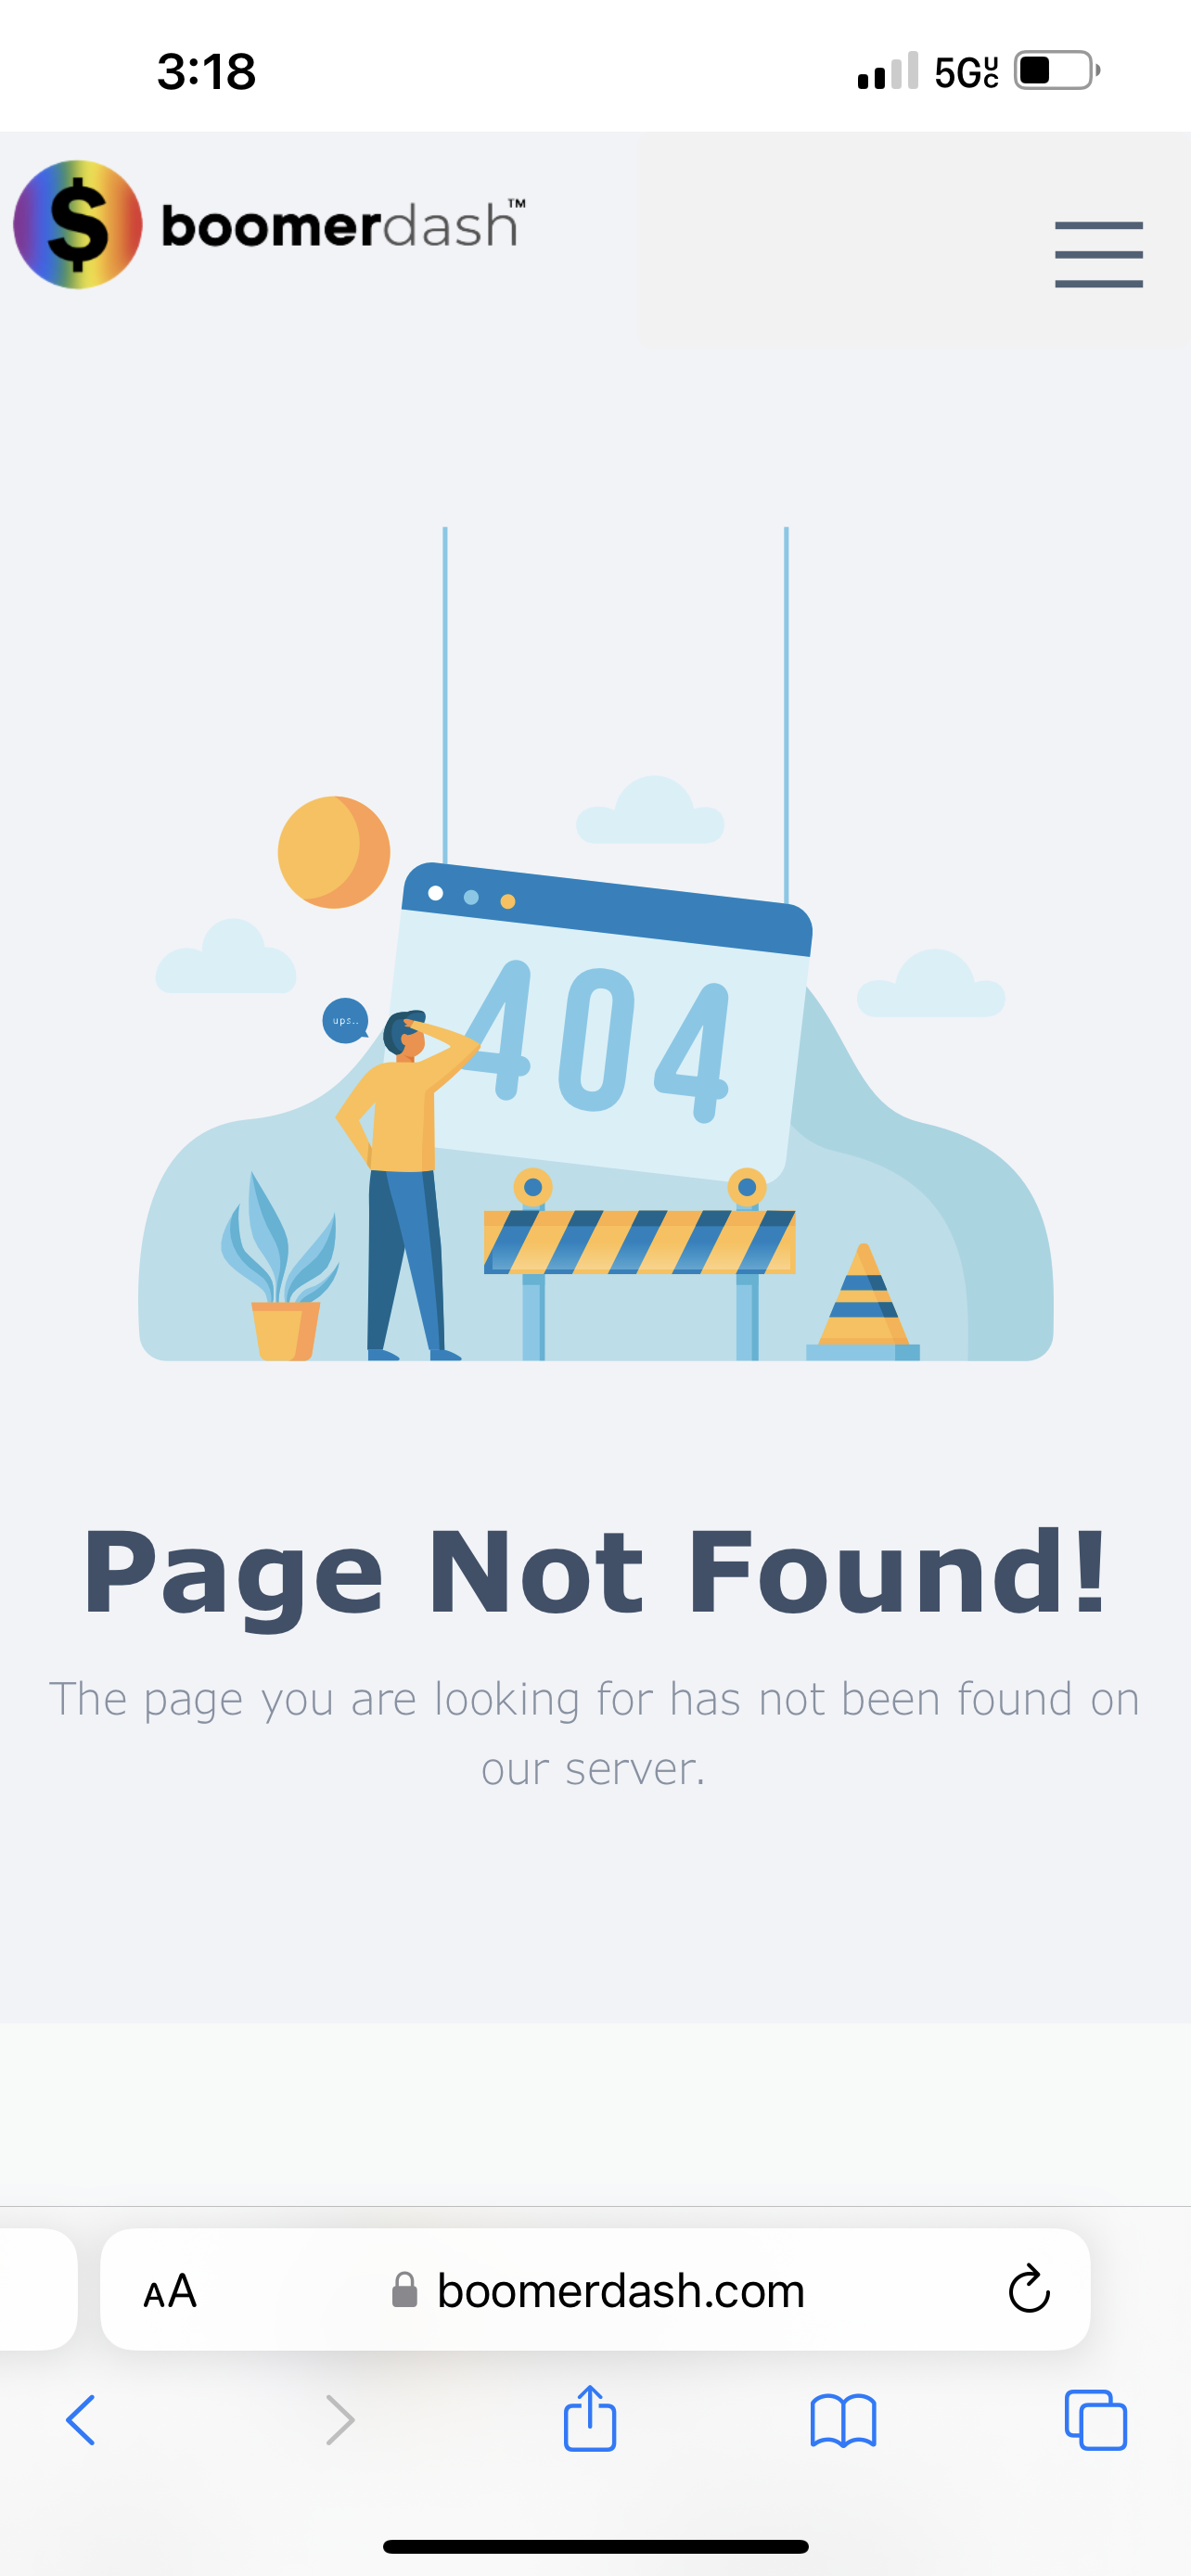 3:18
5G UC
$ boomerdash™
404
ups..
Page Not Found!
The page you are looking for has not been found on
our server.
AA boomerdash.com